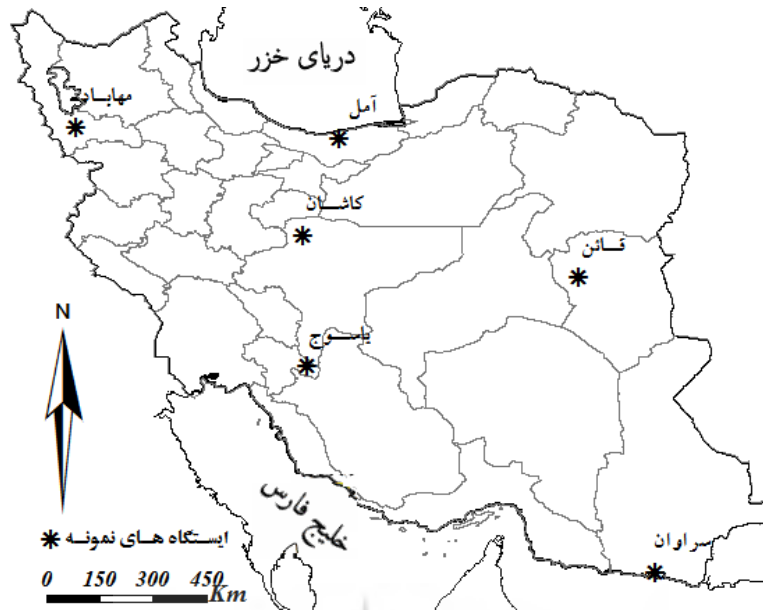 دریای خزر
مهاباد
آمل
کاشان
قائن
یاسوج
N
خلیج فارس
سراوان
ایستگاه های نمونه
0 150 300 450 Km